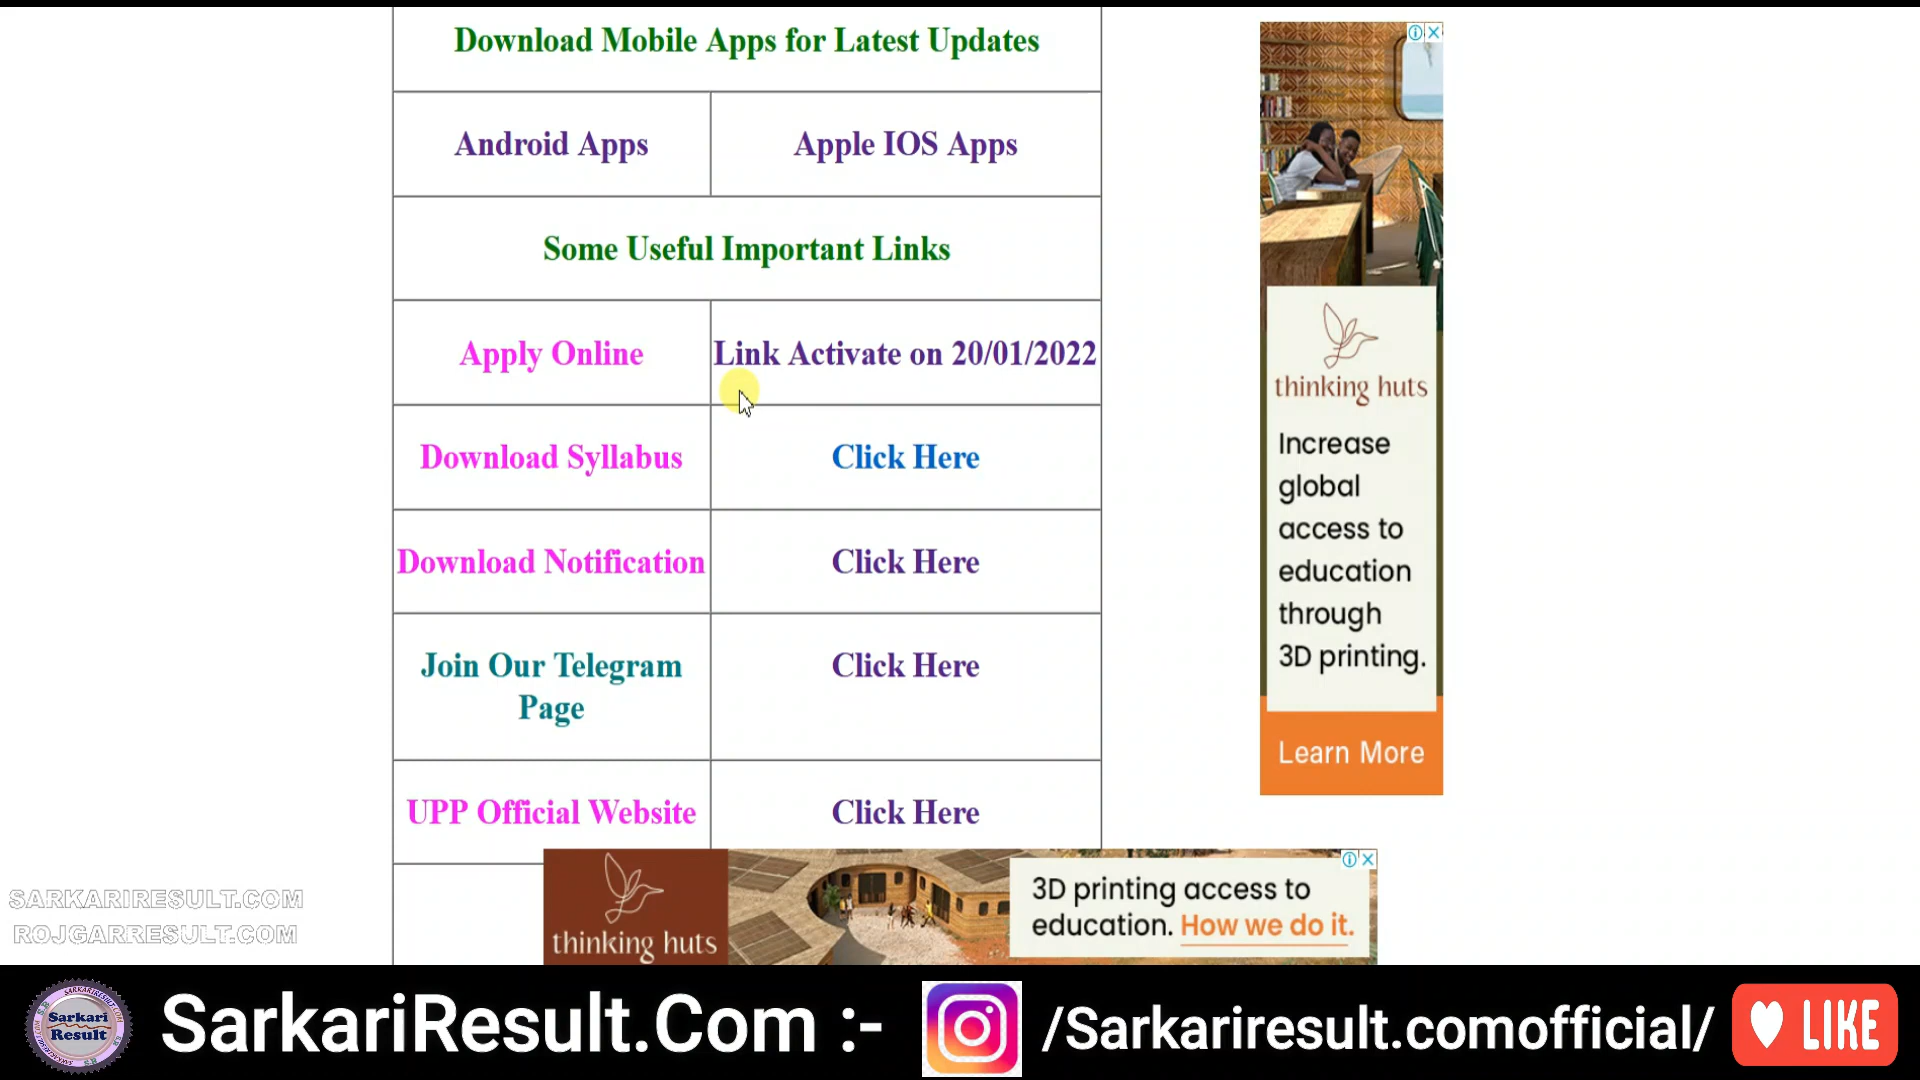 Download Mobile Apps for Latest Updates
Android Apps
Apple IOS Apps
Some Useful Important Links
Apply Online
Link Activate on 20/01/2022
Download Syllabus
Click Here
Download Notification
Click Here
Join Our Telegram
Page
Click Here
UPP Official Website
Click Here
thinking huts
Increase
global
access to
education
through
3D printing.
Learn More
thinking huts
3D printing access to
education. How we do it.
SARKARIRESULT.COM
ROJGARRESULT.COM
Sarkari
Result
SarkariResult.Com :-
/Sarkariresult.comofficial/
LIKE